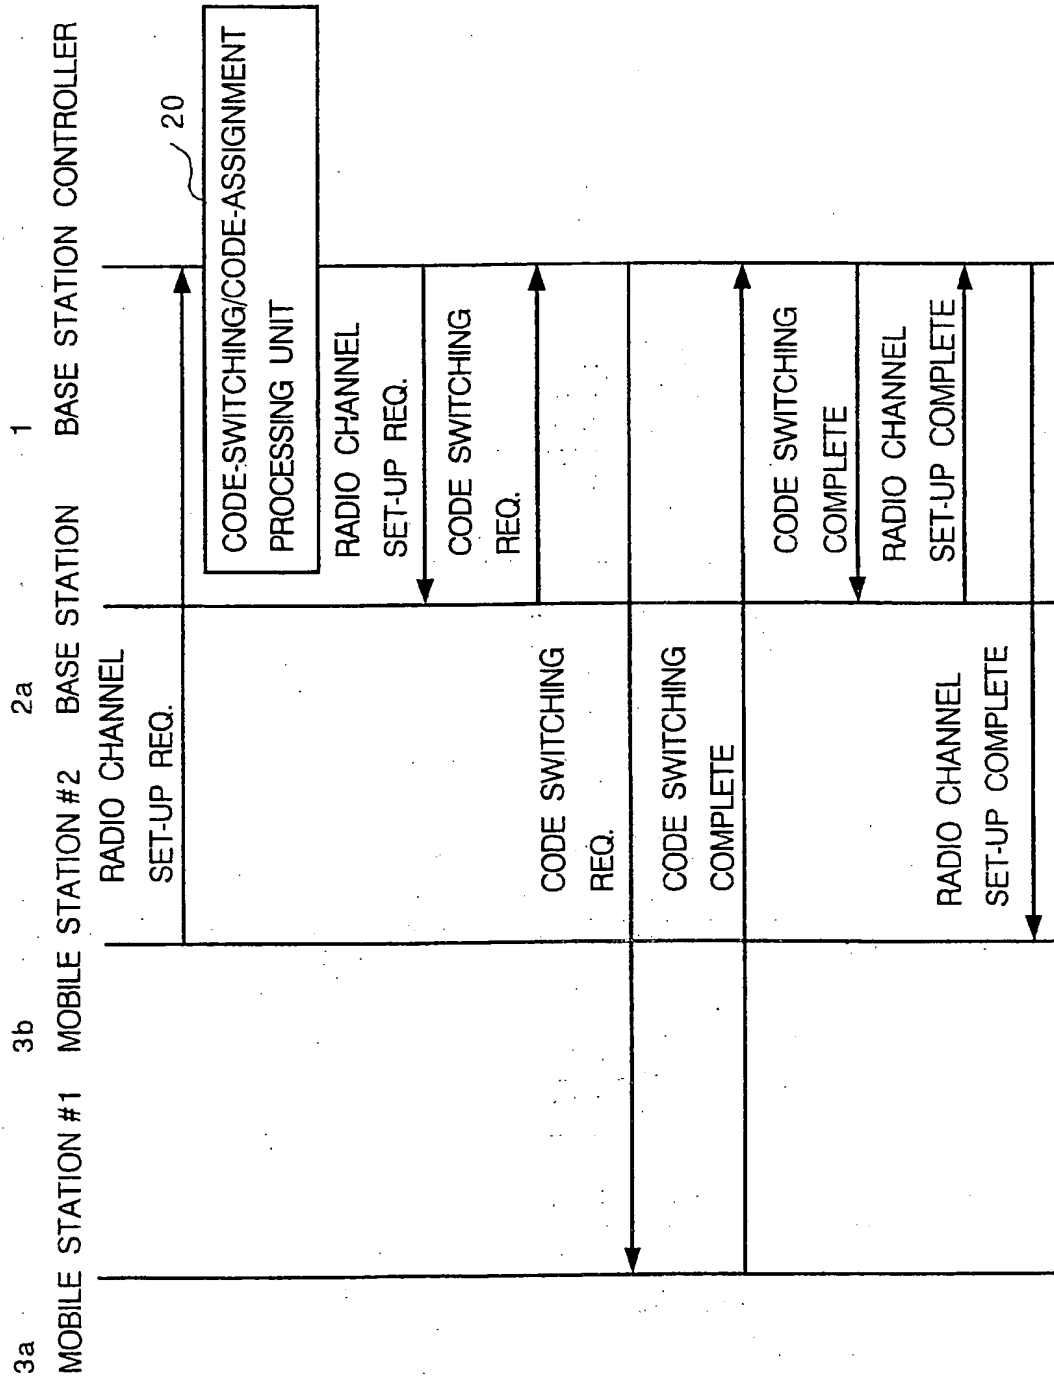 3a
3b
2a
1
MOBILE STATION #1
MOBILE STATION #2
BASE STATION
BASE STATION CONTROLLER
RADIO CHANNEL
SET-UP REQ.
20
CODE-SWITCHING/CODE-ASSIGNMENT
PROCESSING UNIT
RADIO CHANNEL
SET-UP REQ.
CODE SWITCHING
REQ.
CODE SWITCHING
REQ.
CODE SWITCHING
COMPLETE
CODE SWITCHING
COMPLETE
RADIO CHANNEL
SET-UP COMPLETE
RADIO CHANNEL
SET-UP COMPLETE